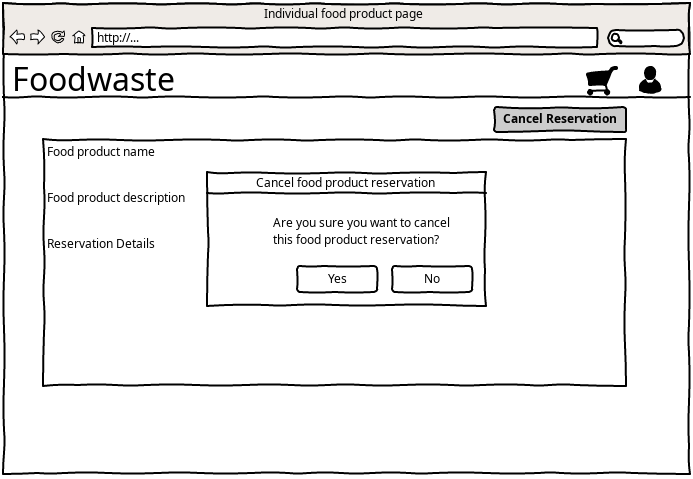 Individual food product page
http://...
Foodwaste
Cancel Reservation
Food product name
Cancel food product reservation
Food product description
Are you sure you want to cancel
this food product reservation?
Reservation Details
Yes No